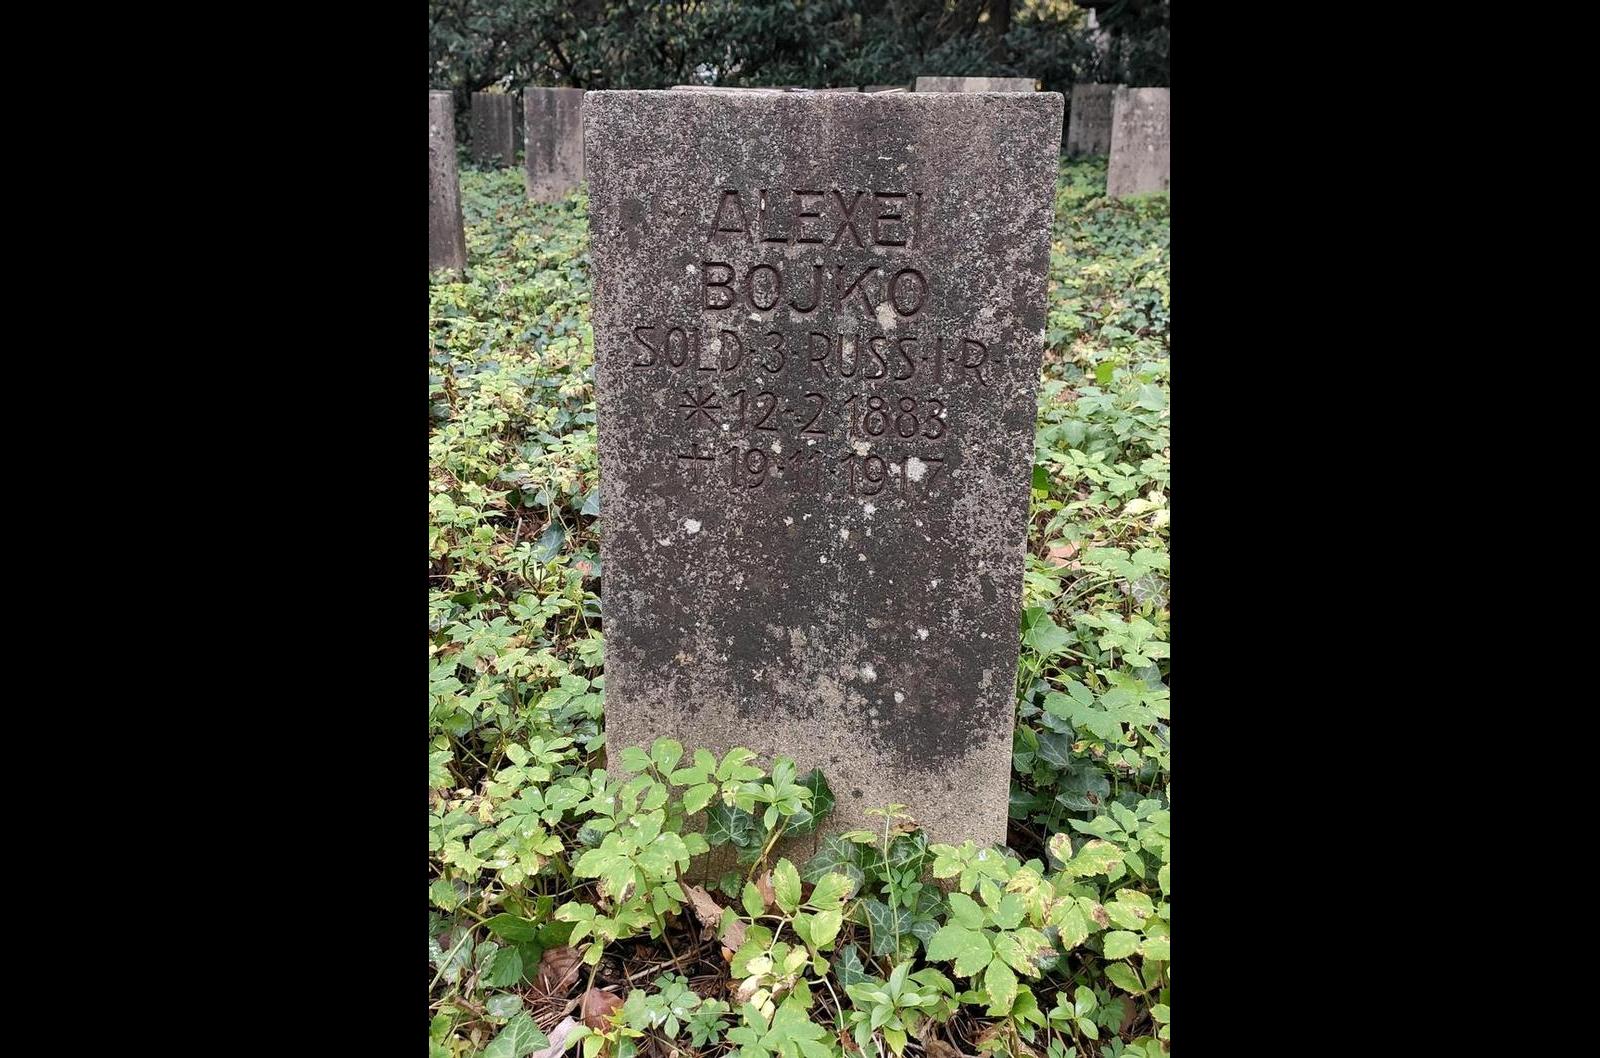 ALEXEI
BOJKO
SOLD·3·RUSS·I·R·
*12·2·1883
†19·11·1917